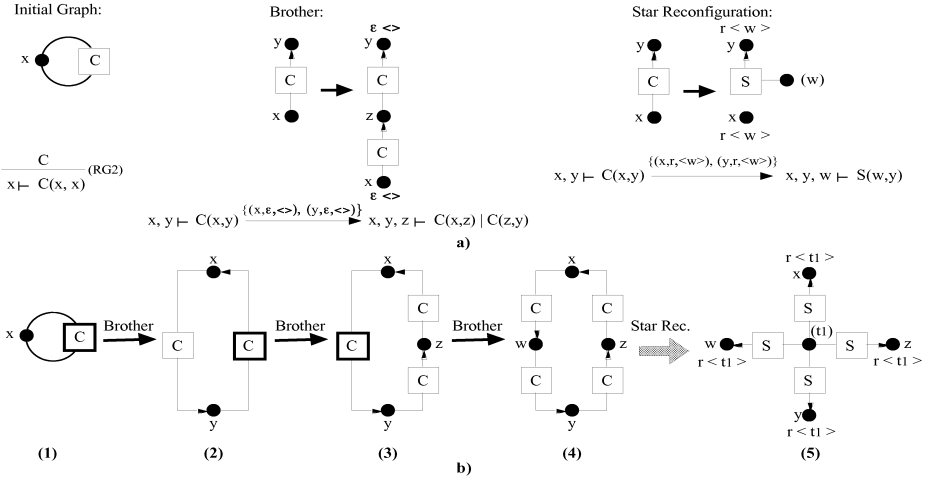 Initial Graph:
x
C
C
x ⊢ C(x, x)
(RG2)
Brother:
ε <>
y
y
C
C
x
z
C
x
ε <>
x, y ⊢ C(x,y)
{(x,ε,<>), (y,ε,<>)}
x, y, z ⊢ C(x,z) | C(z,y)
Star Reconfiguration:
r < w >
y
y
C
S
(w)
x
x
r < w >
x, y ⊢ C(x,y)
{(x,r,<w>), (y,r,<w>)}
x, y, w ⊢ S(w,y)
a)
x
C
Brother
x
C
C
y
Brother
x
C
C
z
C
y
Brother
x
C
C
w
z
C
C
y
Star Rec.
r < t1 >
x
S
(t1)
w
S
S
z
r < t1 >
r < t1 >
S
y
r < t1 >
(1)
(2)
(3)
(4)
(5)
b)